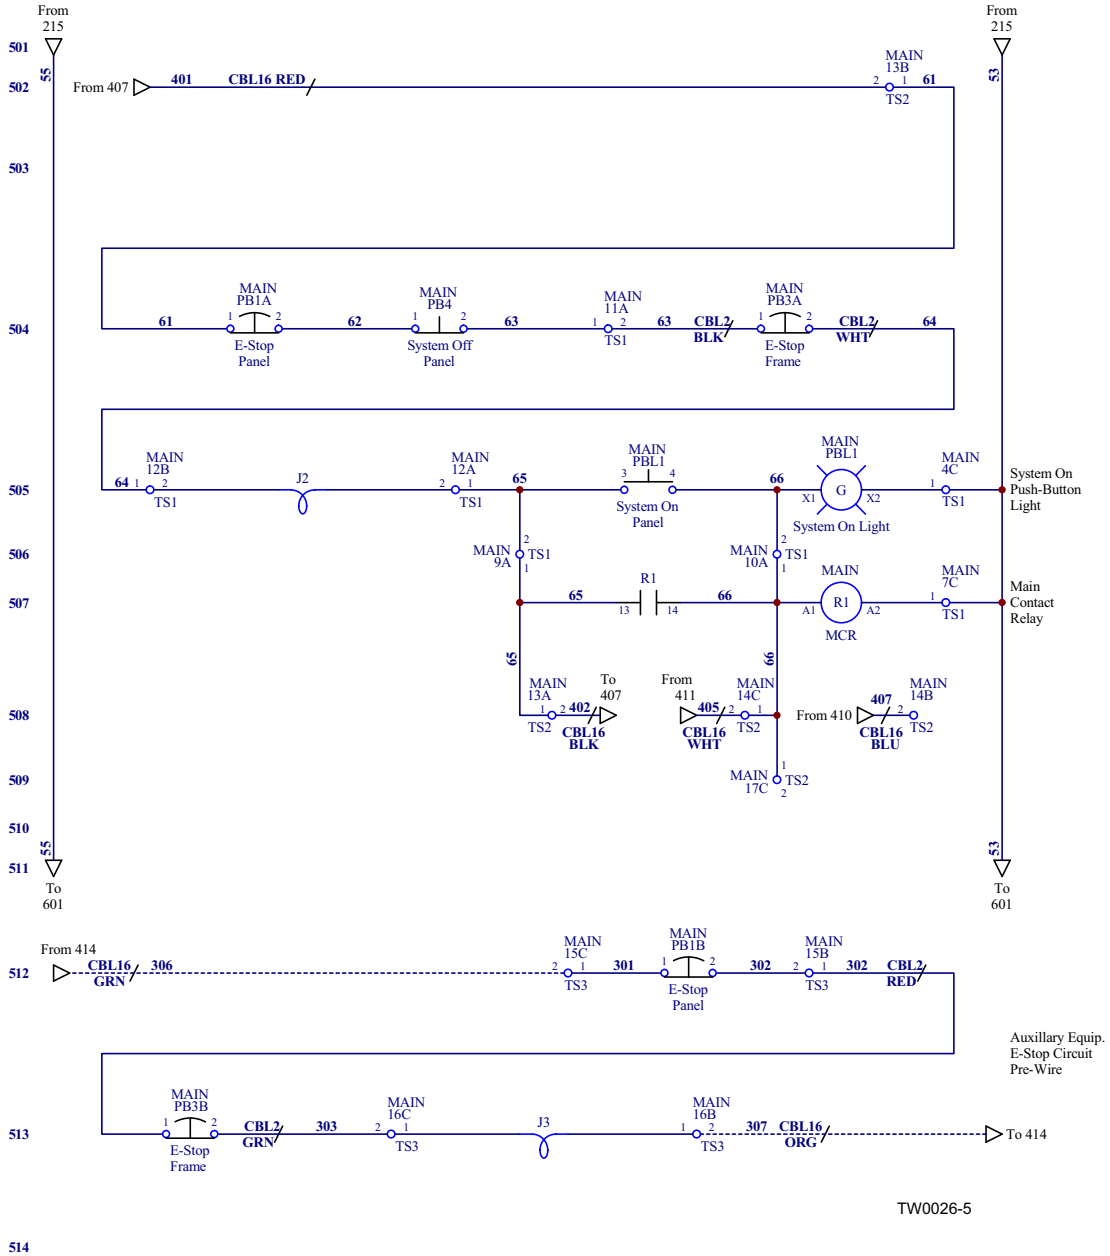 From
215
From
215
501
55
53
MAIN
13B
502
From 407
401
CBL16 RED
2
1
61
TS2
503
MAIN
PB1A
MAIN
PB4
MAIN
11A
MAIN
PB3A
504
61
1
2
62
1
2
63
1
2
63
CBL2
BLK
1
2
CBL2
WHT
64
E-Stop
Panel
System Off
Panel
TS1
E-Stop
Frame
MAIN
12B
J2
MAIN
12A
MAIN
PBL1
MAIN
PBL1
MAIN
4C
505
64
1
2
TS1
2
1
TS1
65
3
4
66
X1
G
X2
1
TS1
System On
Panel
System On Light
System On
Push-Button
Light
506
MAIN
9A
2
TS1
1
MAIN
10A
2
TS1
1
507
65
R1
13
14
66
MAIN
A1
R1
A2
MCR
MAIN
7C
1
TS1
Main
Contact
Relay
65
66
508
MAIN
13A
1
2
TS2
402
CBL16
BLK
To
407
From
411
405
CBL16
WHT
MAIN
14C
2
1
TS2
From 410
407
CBL16
BLU
MAIN
14B
2
TS2
509
MAIN
17C
1
TS2
2
510
55
53
511
To
601
To
601
From 414
512
CBL16
GRN
306
MAIN
15C
2
1
TS3
301
MAIN
PB1B
1
2
E-Stop
Panel
302
MAIN
15B
2
1
TS3
302
CBL2
RED
Auxillary Equip.
E-Stop Circuit
Pre-Wire
513
MAIN
PB3B
1
2
E-Stop
Frame
CBL2
GRN
303
MAIN
16C
2
1
TS3
J3
MAIN
16B
1
2
TS3
307
CBL16
ORG
To 414
TW0026-5
514